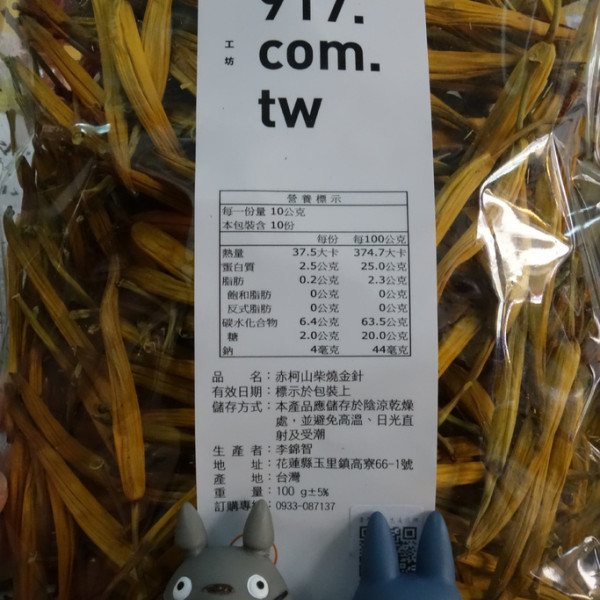 917.
工坊
com.
tw
營養標示
每一份量 10公克
本包裝含 10份
每份 每100公克
熱量 37.5大卡 374.7大卡
蛋白質 2.5公克 25.0公克
脂肪 0.2公克 2.3公克
飽和脂肪 0公克 0公克
反式脂肪 0公克 0公克
碳水化合物 6.4公克 63.5公克
糖 2.0公克 20.0公克
鈉 4毫克 44毫克
品名：赤柯山柴燒金針
有效日期：標示於包裝上
儲存方式：本產品應儲存於陰涼乾燥
處，並避免高溫、日光直
射及受潮
生產者：李錦智
地址：花蓮縣玉里鎮高寮66-1號
產地：台灣
重量：100 g±5%
訂購專 0933-087137